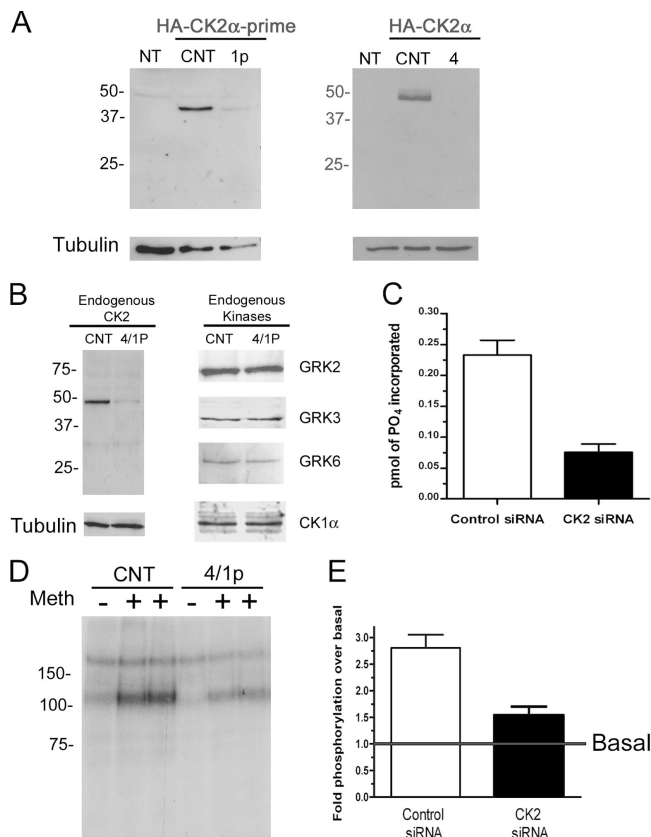 A
HA-CK2α-prime
HA-CK2α
NT CNT 1p
NT CNT 4
50-
37-
25-
50-
37-
25-
Tubulin
B
Endogenous
CK2
CNT 4/1P
75-
50-
37-
25-
Tubulin
Endogenous
Kinases
CNT 4/1P
GRK2
GRK3
GRK6
CK1α
C
pmol of PO4 incorporated
0.30
0.25
0.20
0.15
0.10
0.05
0.00
Control siRNA CK2 siRNA
D
CNT 4/1p
Meth - + + - + +
150-
100-
75-
E
Fold phosphorylation over basal
3.0
2.5
2.0
1.5
1.0
0.5
0.0
Basal
Control
siRNA
CK2
siRNA